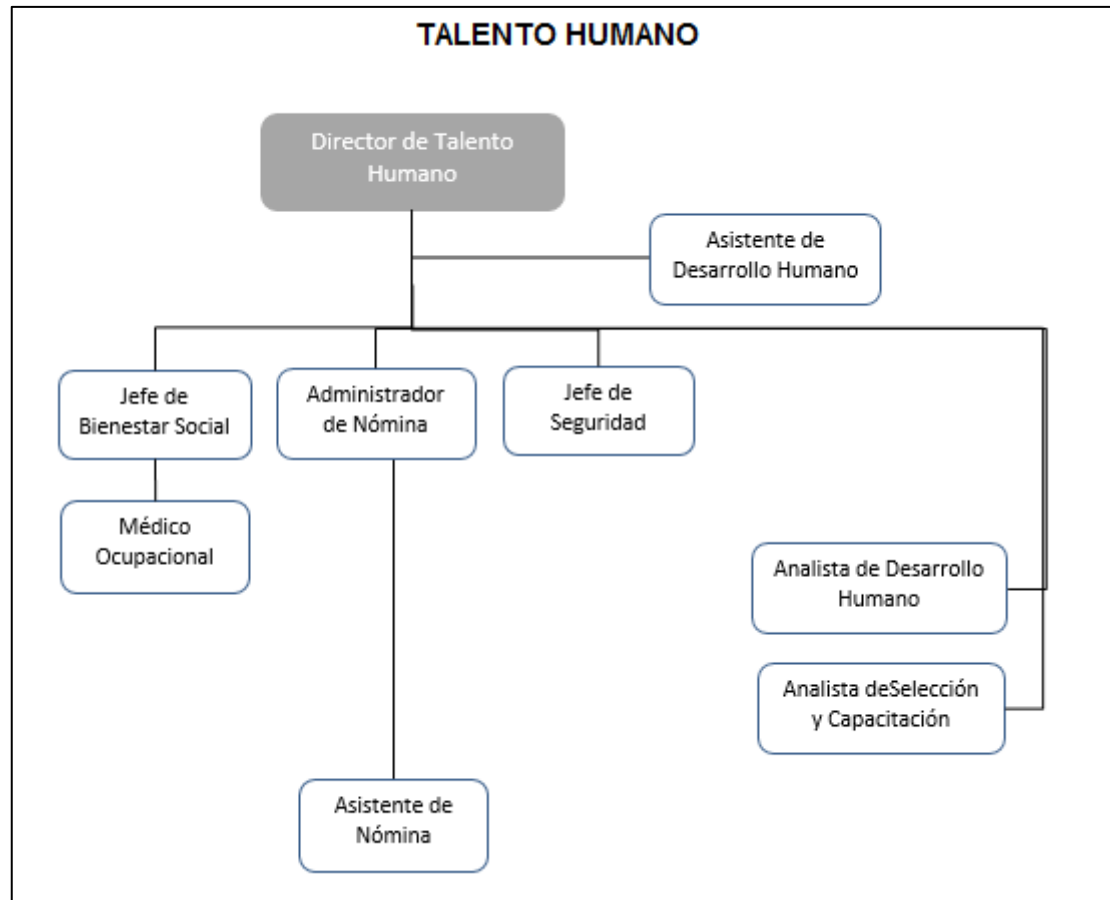 TALENTO HUMANO
Director de Talento
Humano
Asistente de
Desarrollo Humano
Jefe de
Bienestar Social
Administrador
de Nómina
Jefe de
Seguridad
Médico
Ocupacional
Analista de Desarrollo
Humano
Analista deSelección
y Capacitación
Asistente de
Nómina